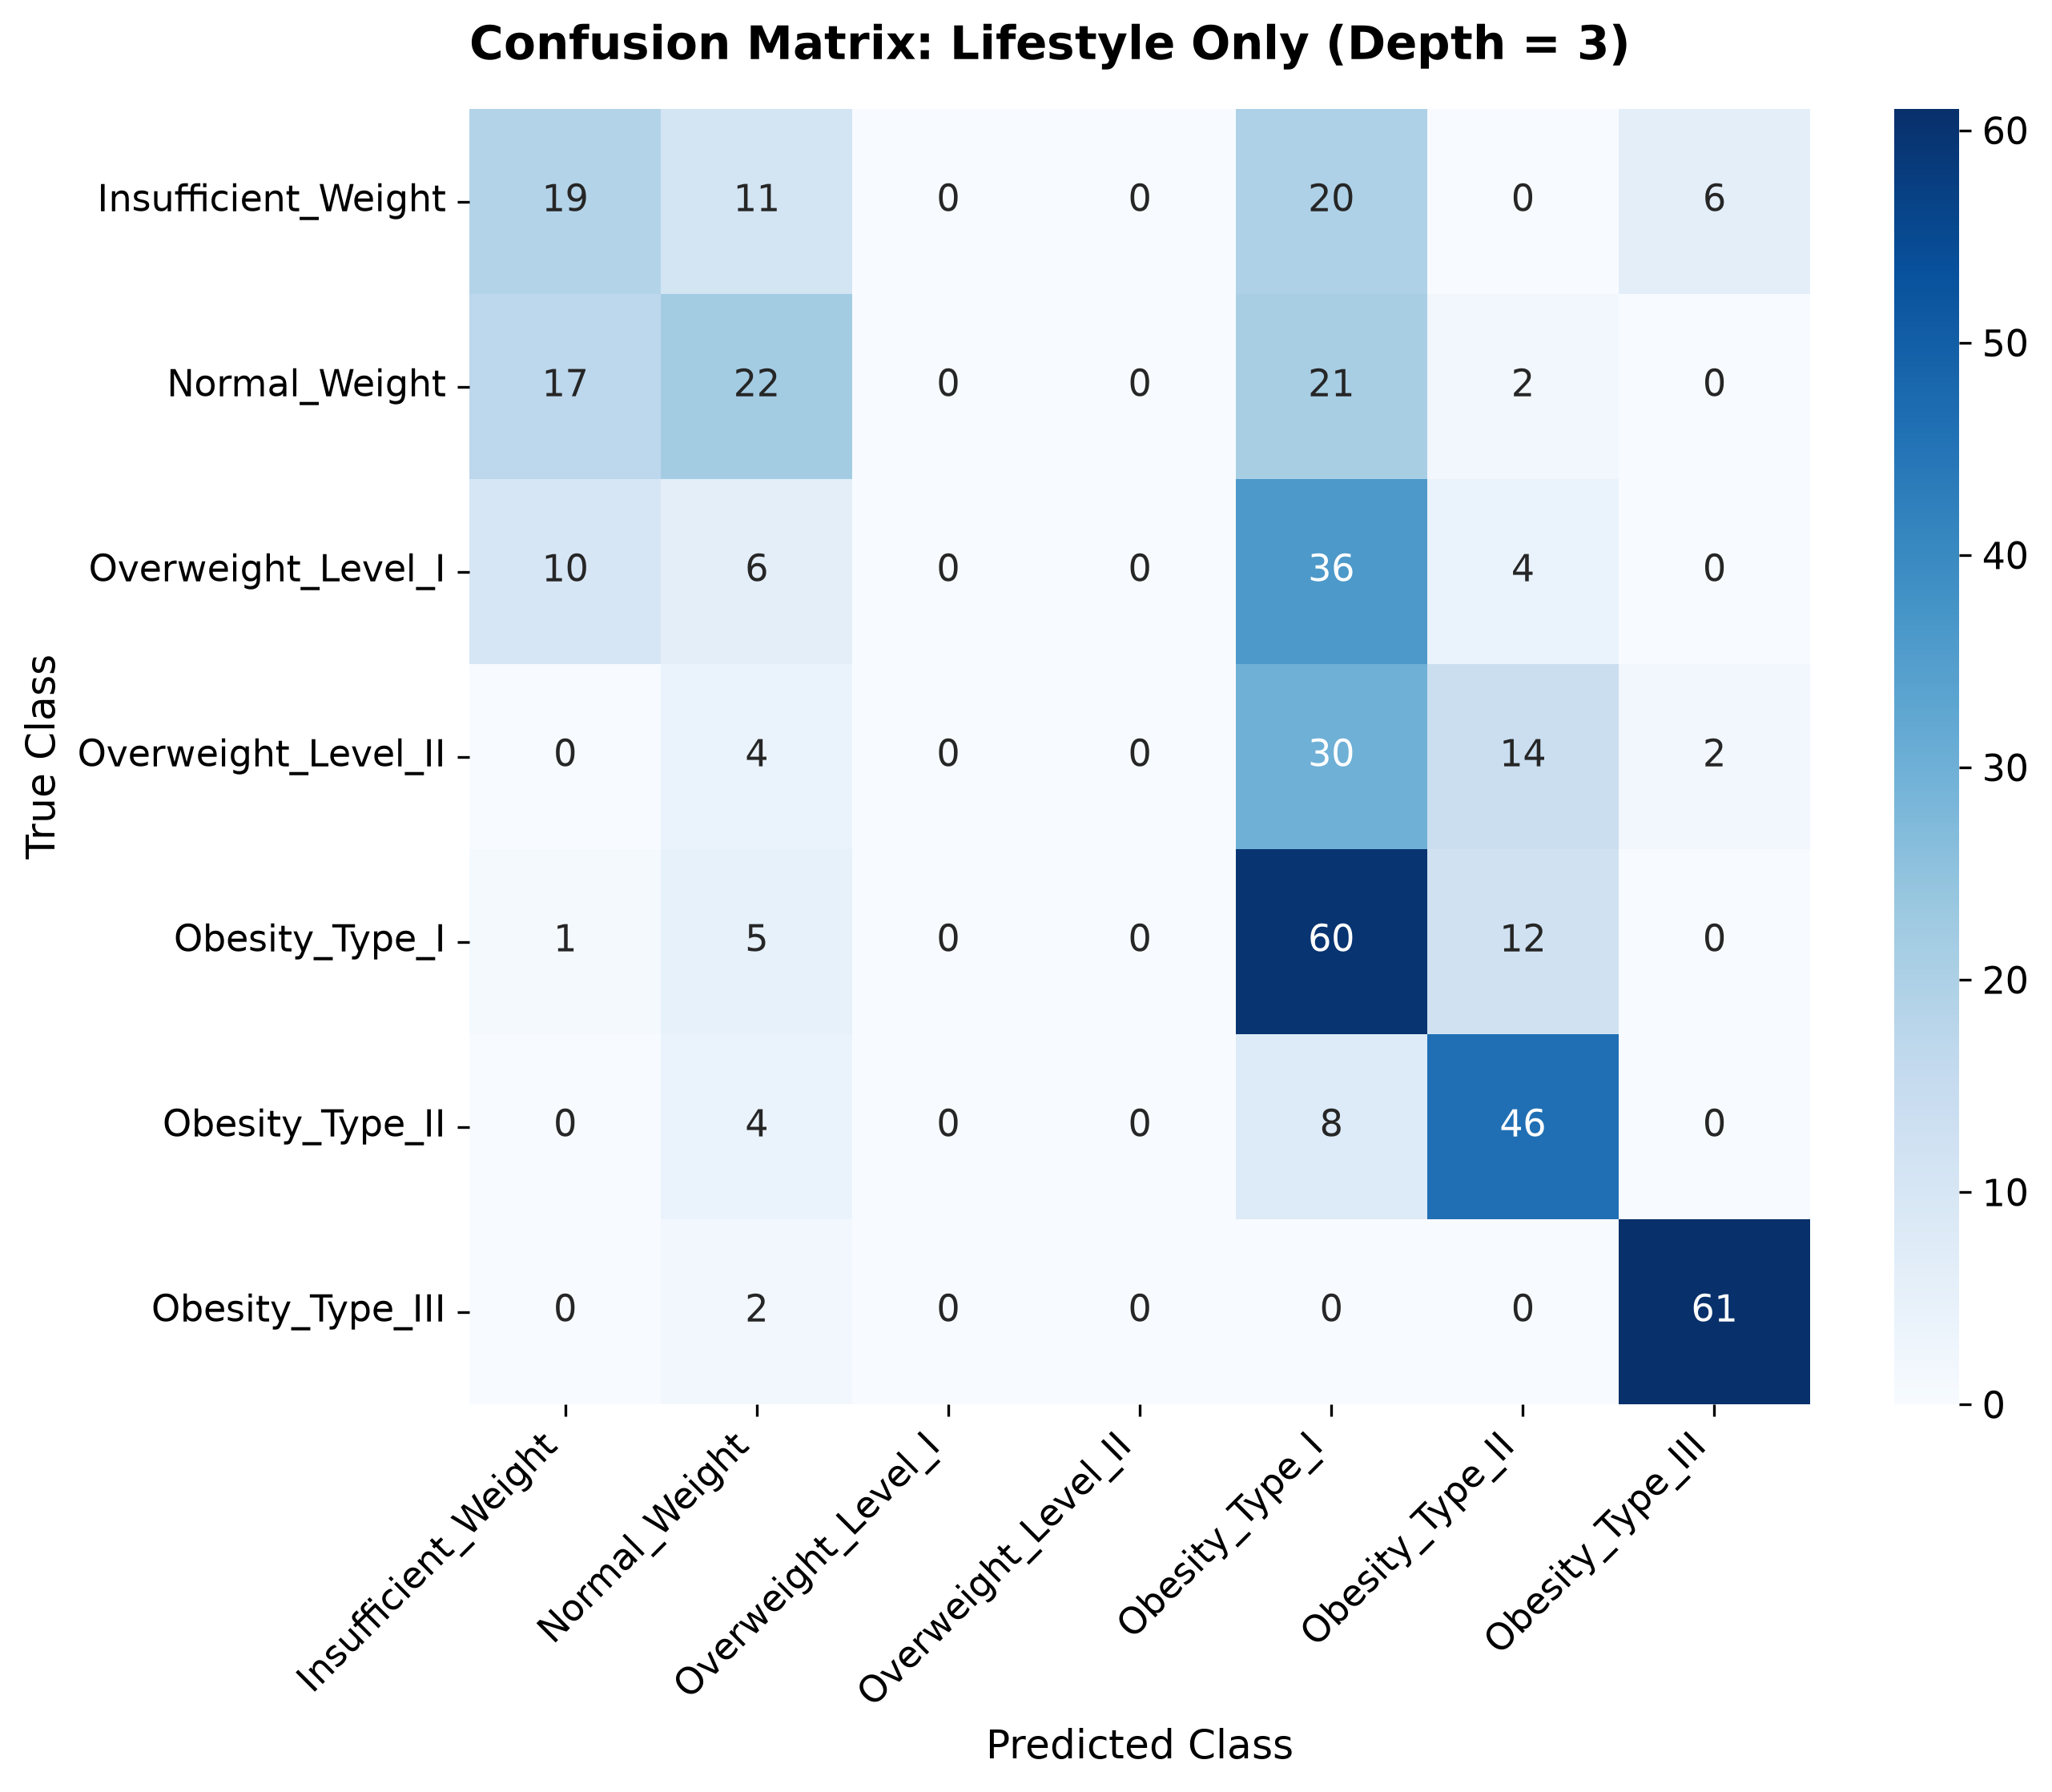 Confusion Matrix: Lifestyle Only (Depth = 3)
True Class
Insufficient_Weight 19 11 0 0 20 0 6
Normal_Weight 17 22 0 0 21 2 0
Overweight_Level_I 10 6 0 0 36 4 0
Overweight_Level_II 0 4 0 0 30 14 2
Obesity_Type_I 1 5 0 0 60 12 0
Obesity_Type_II 0 4 0 0 8 46 0
Obesity_Type_III 0 2 0 0 0 0 61
Insufficient_Weight
Normal_Weight
Overweight_Level_I
Overweight_Level_II
Obesity_Type_I
Obesity_Type_II
Obesity_Type_III
Predicted Class
60
50
40
30
20
10
0